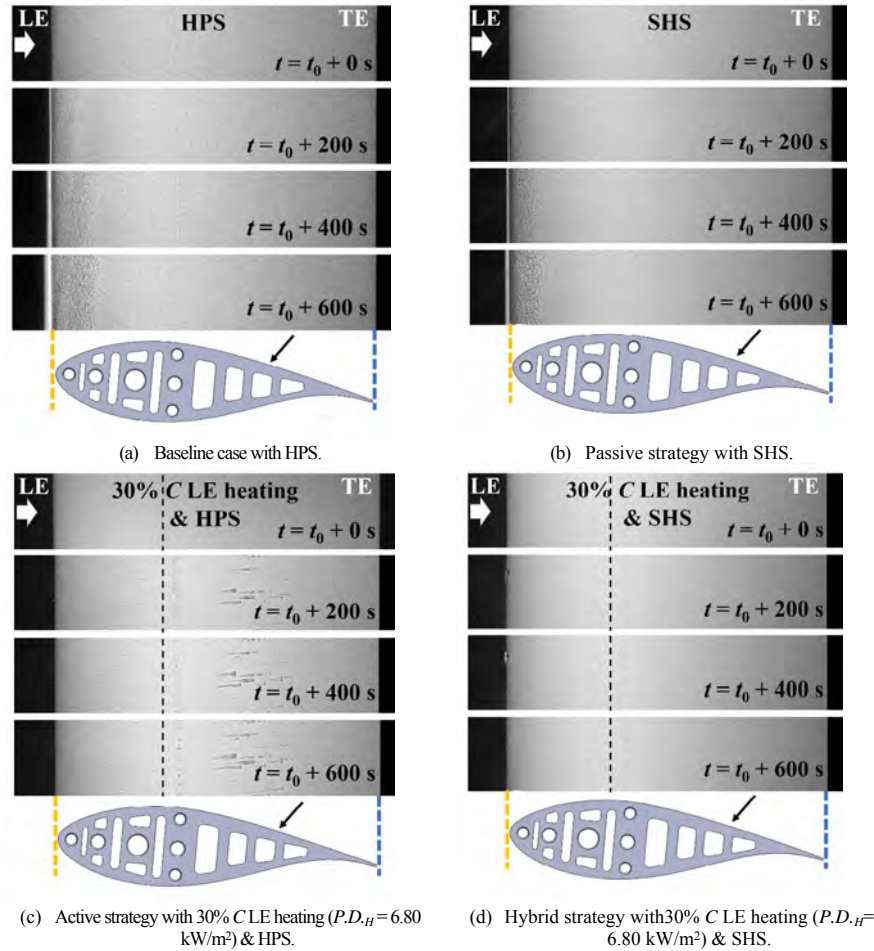 LE HPS TE
t = t₀ + 0 s
t = t₀ + 200 s
t = t₀ + 400 s
t = t₀ + 600 s
(a) Baseline case with HPS.
LE SHS TE
t = t₀ + 0 s
t = t₀ + 200 s
t = t₀ + 400 s
t = t₀ + 600 s
(b) Passive strategy with SHS.
LE 30% C LE heating TE
& HPS
t = t₀ + 0 s
t = t₀ + 200 s
t = t₀ + 400 s
t = t₀ + 600 s
(c) Active strategy with 30% C LE heating (P.D.H = 6.80
kW/m²) & HPS.
LE 30% C LE heating TE
& SHS
t = t₀ + 0 s
t = t₀ + 200 s
t = t₀ + 400 s
t = t₀ + 600 s
(d) Hybrid strategy with30% C LE heating (P.D.H=
6.80 kW/m²) & SHS.